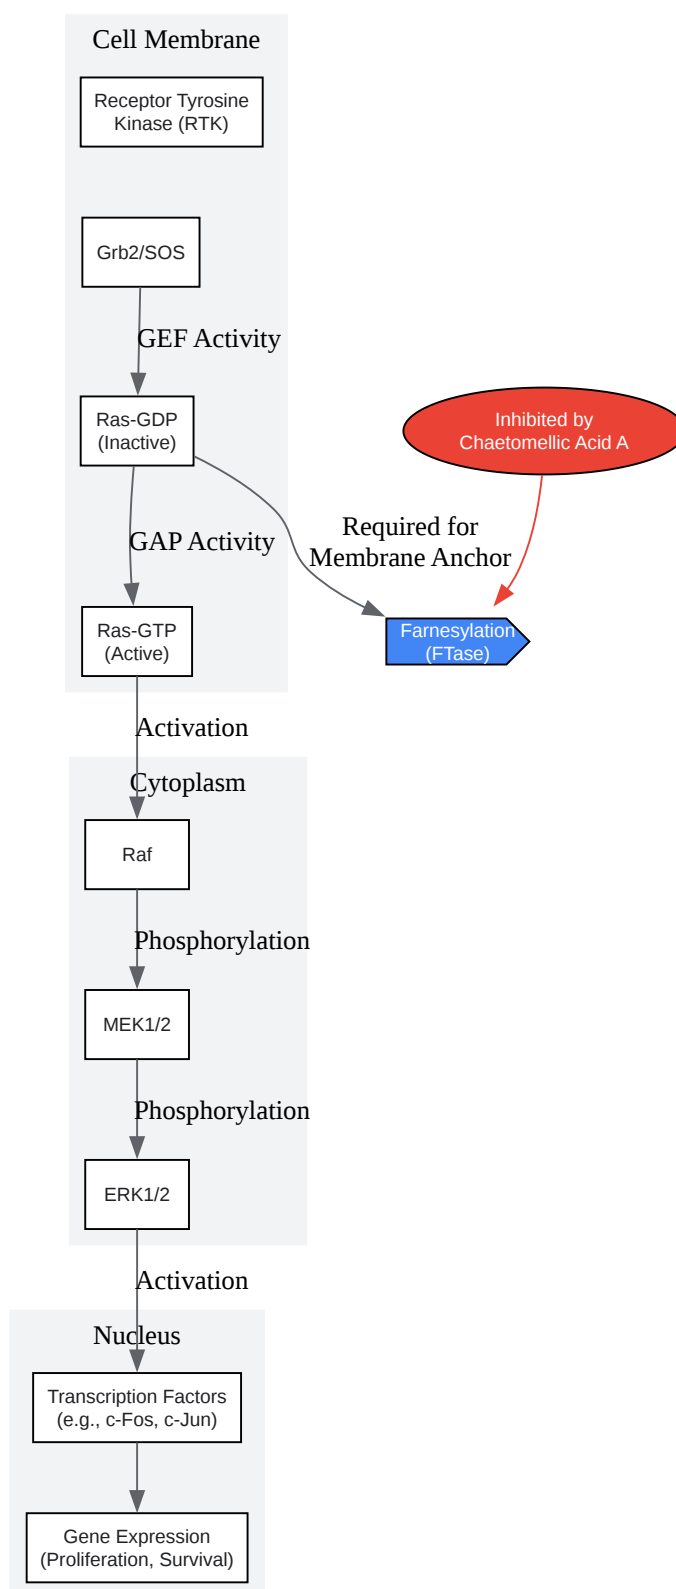 Cell Membrane
Receptor Tyrosine
Kinase (RTK)
Grb2/SOS
GEF Activity
Ras-GDP
(Inactive)
Inhibited by
Chaetomellic Acid A
GAP Activity
Required for
Membrane Anchor
Ras-GTP
(Active)
Farnesylation
(FTase)
Activation
Cytoplasm
Raf
Phosphorylation
MEK1/2
Phosphorylation
ERK1/2
Activation
Nucleus
Transcription Factors
(e.g., c-Fos, c-Jun)
Gene Expression
(Proliferation, Survival)